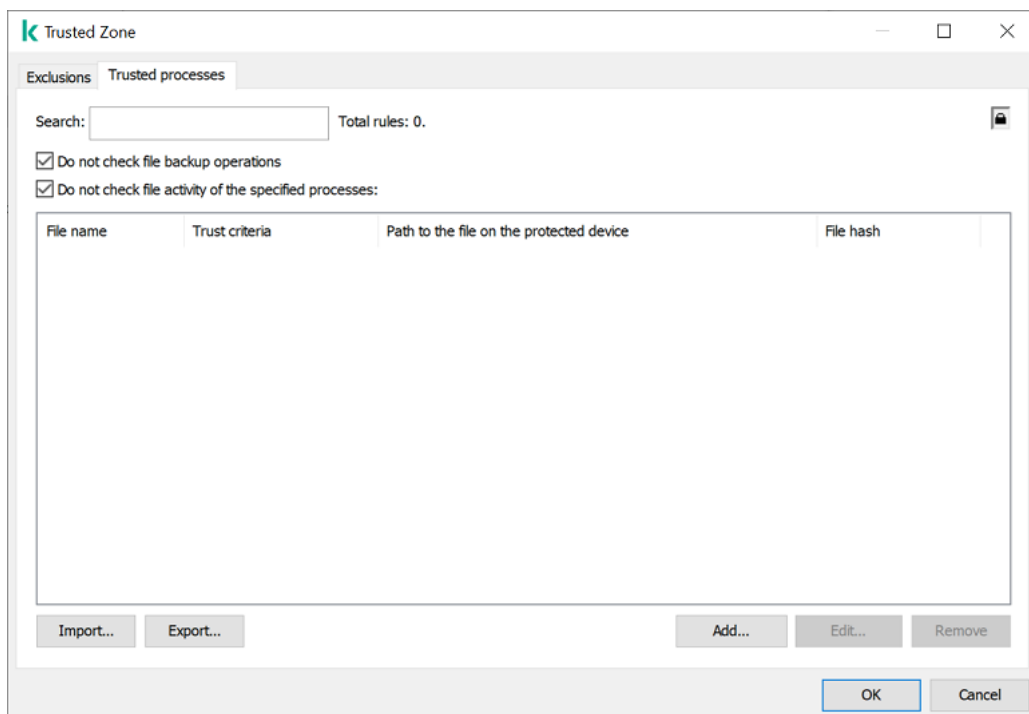 Trusted Zone
Exclusions Trusted processes
Search: Total rules: 0.
Do not check file backup operations
Do not check file activity of the specified processes:
File name Trust criteria Path to the file on the protected device File hash
Import... Export... Add... Edit... Remove
OK Cancel